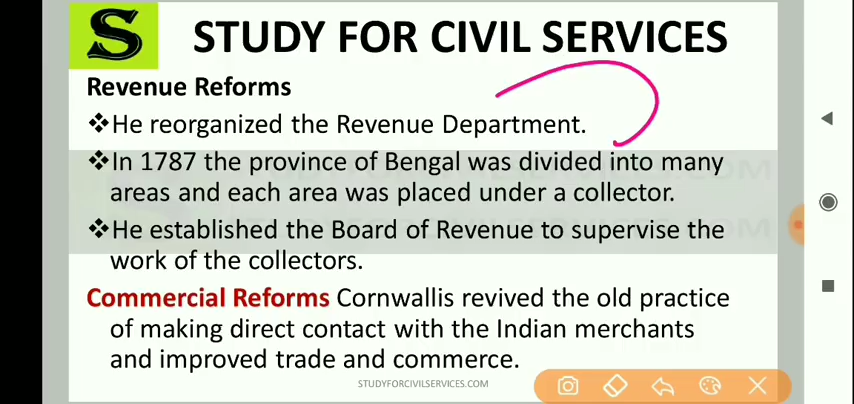 S STUDY FOR CIVIL SERVICES
Revenue Reforms
❖He reorganized the Revenue Department.
❖In 1787 the province of Bengal was divided into many
areas and each area was placed under a collector.
❖He established the Board of Revenue to supervise the
work of the collectors.
Commercial Reforms Cornwallis revived the old practice
of making direct contact with the Indian merchants
and improved trade and commerce.
STUDYFORCIVILSERVICES.COM